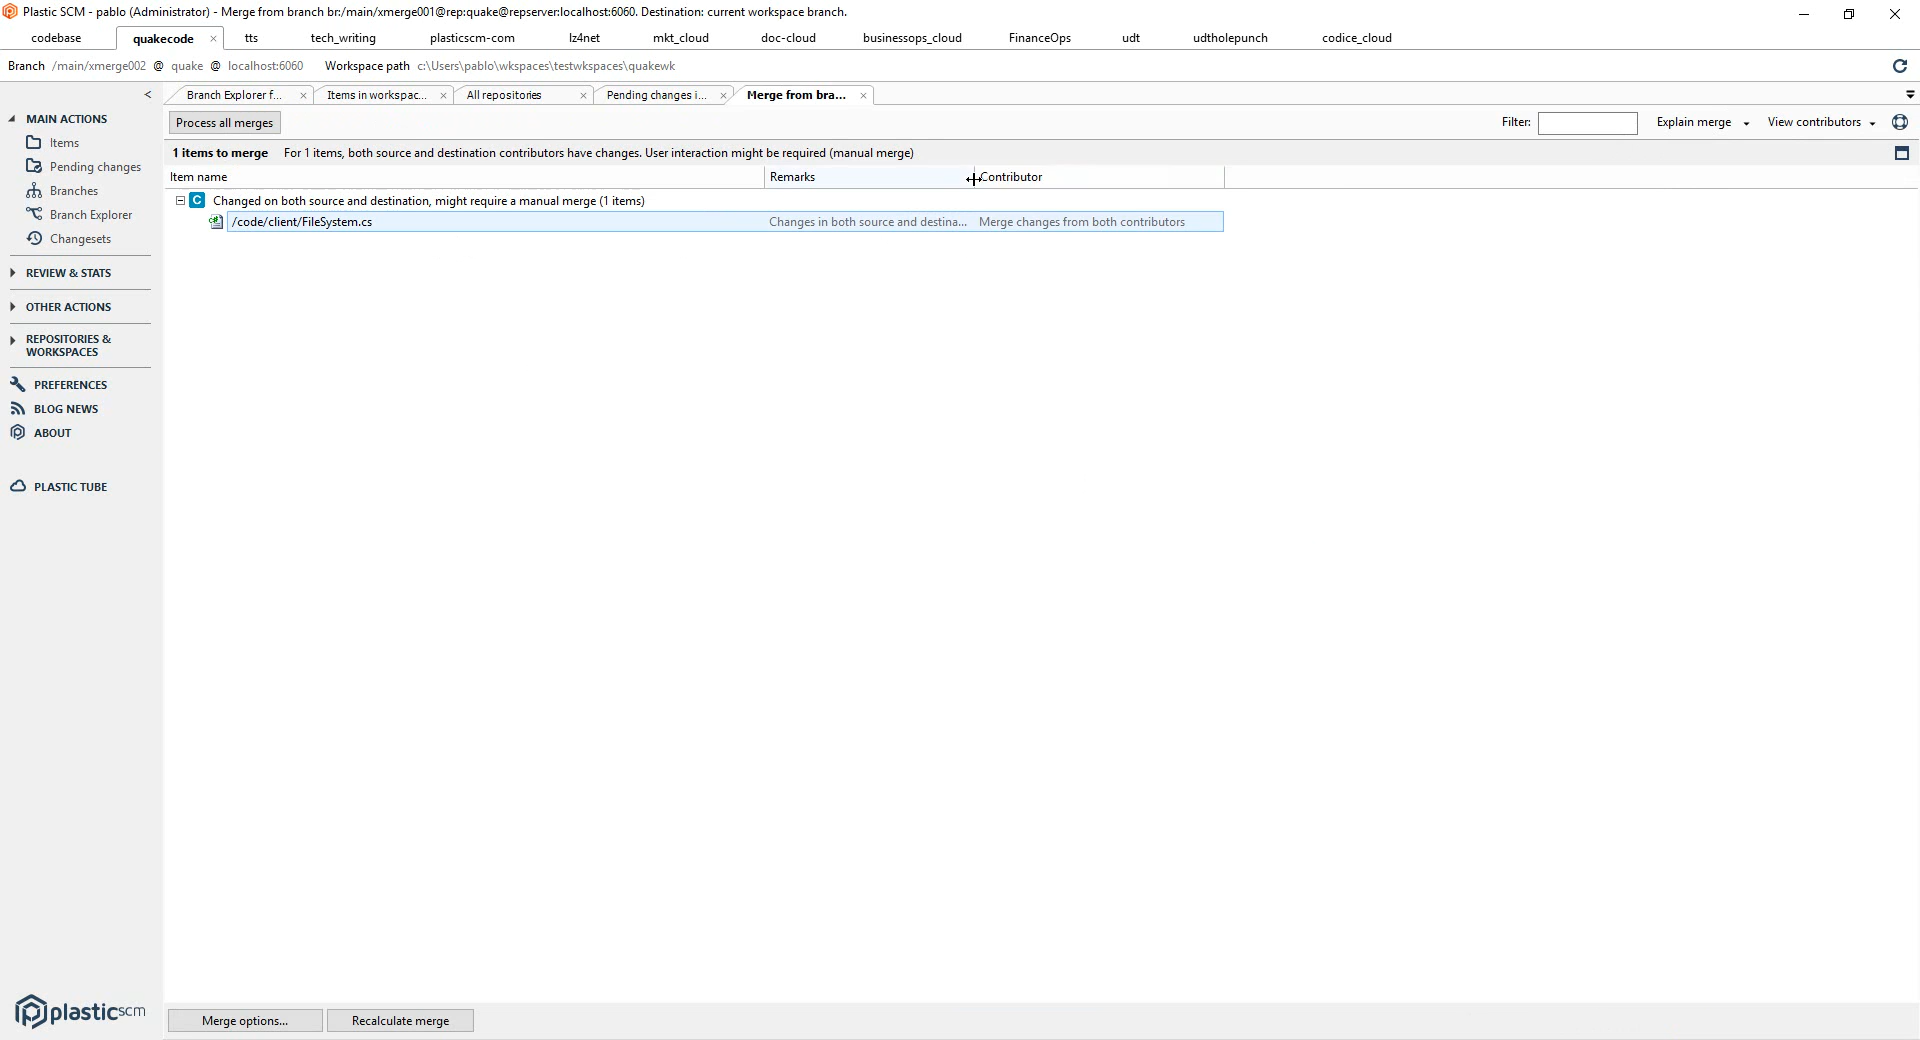 Plastic SCM - pablo (Administrator) - Merge from branch br:/main/xmerge001@rep:quake@repserver:localhost:6060. Destination: current workspace branch.
codebase quakecode tts tech_writing plasticscm-com lz4net mkt_cloud doc-cloud businessops_cloud FinanceOps udt udtholepunch codice_cloud
Branch /main/xmerge002 @ quake @ localhost:6060 Workspace path c:\Users\pablo\wkspaces\testwkspaces\quakewk
Branch Explorer f... Items in workspac... All repositories Pending changes i... Merge from bra...
MAIN ACTIONS
Items
Pending changes
Branches
Branch Explorer
Changesets
REVIEW & STATS
OTHER ACTIONS
REPOSITORIES &
WORKSPACES
PREFERENCES
BLOG NEWS
ABOUT
PLASTIC TUBE
plasticscm
Process all merges Filter: Explain merge View contributors
1 items to merge For 1 items, both source and destination contributors have changes. User interaction might be required (manual merge)
Item name Remarks Contributor
C Changed on both source and destination, might require a manual merge (1 items)
/code/client/FileSystem.cs Changes in both source and destina... Merge changes from both contributors
Merge options... Recalculate merge